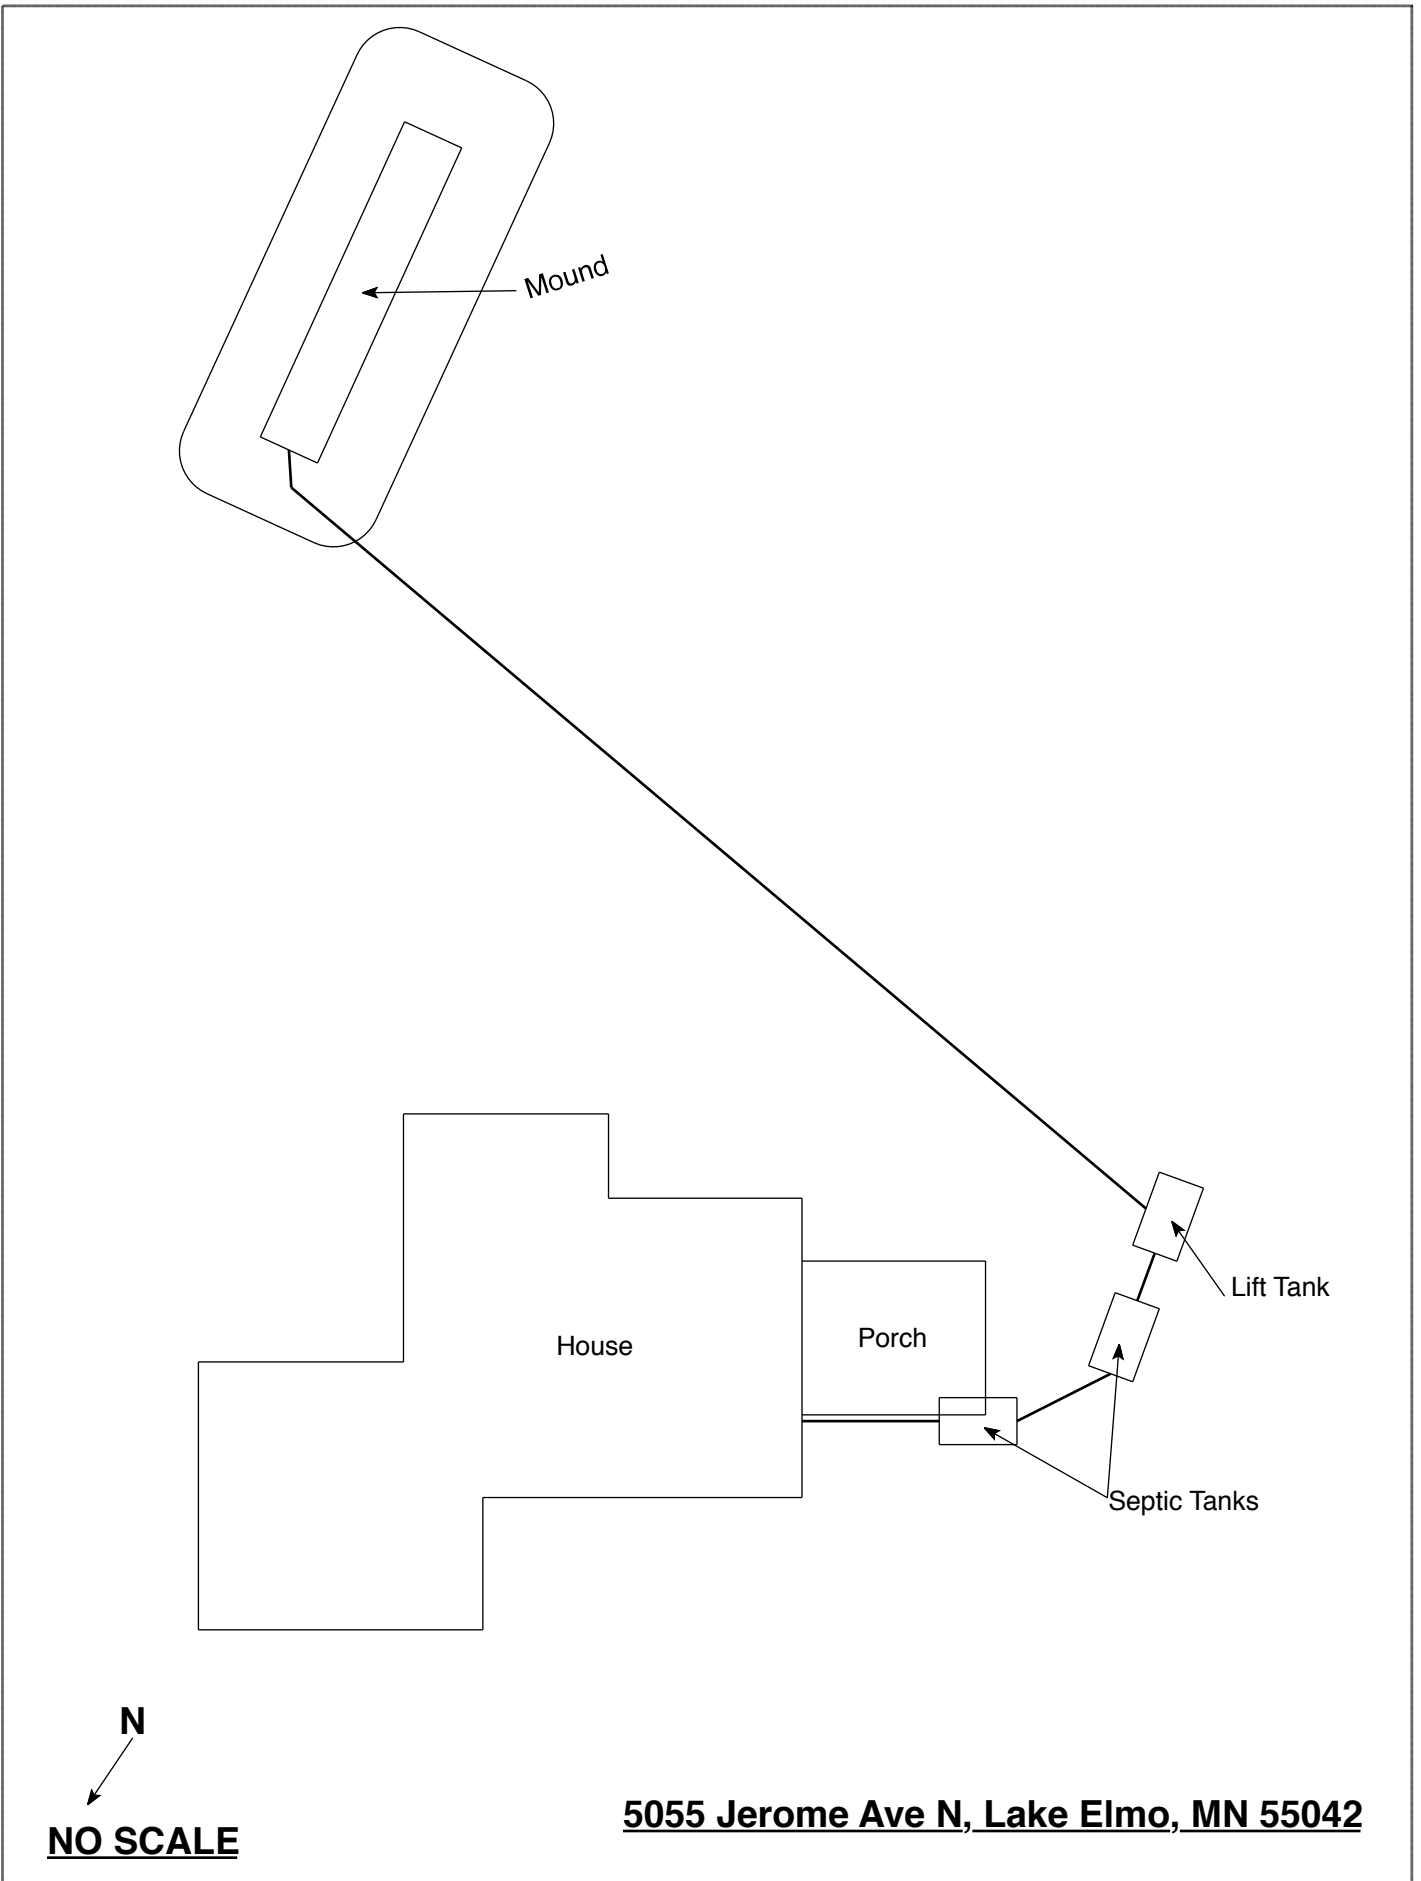 Mound
Lift Tank
Porch
House
Septic Tanks
N
NO SCALE
5055 Jerome Ave N, Lake Elmo, MN 55042